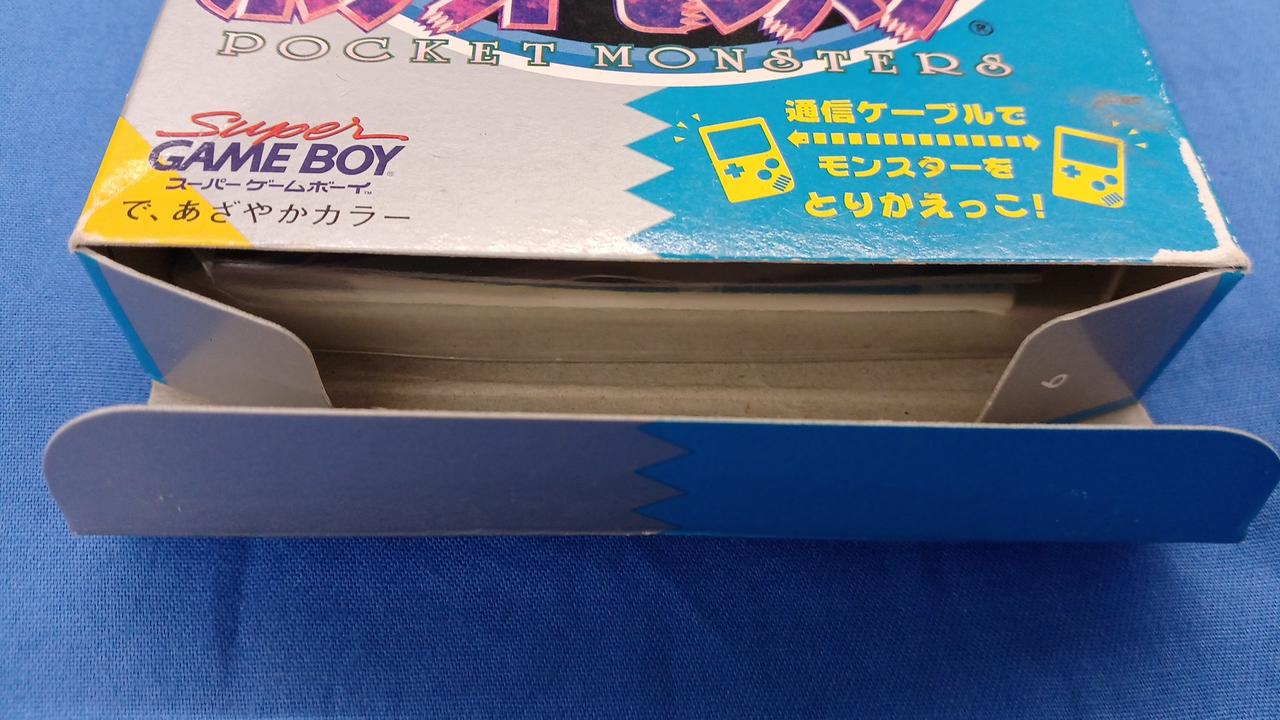 POCKET MONSTERS
®
Super
GAME BOY
スーパーゲームボーイ™
で、あざやかカラー
通信ケーブルで
モンスターを
とりかえっこ!